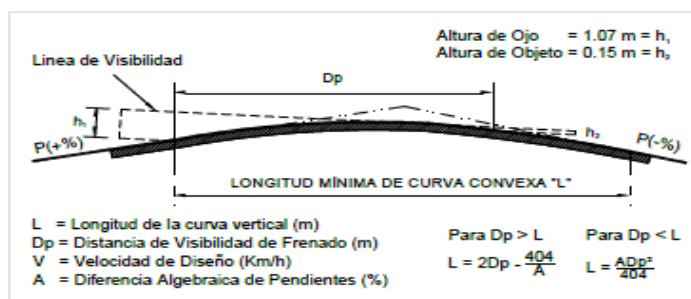 Altura de Ojo = 1.07 m = h₁
Altura de Objeto = 0.15 m = h₂
Linea de Visibilidad
Dp
h₁
h₂
P(+%)
P(-%)
LONGITUD MÍNIMA DE CURVA CONVEXA "L"
L = Longitud de la curva vertical (m)
Dp = Distancia de Visibilidad de Frenado (m)
V = Velocidad de Diseño (Km/h)
A = Diferencia Algebraica de Pendientes (%)
Para Dp > L
L = 2Dp - 404/A
Para Dp < L
L = ADp²/404